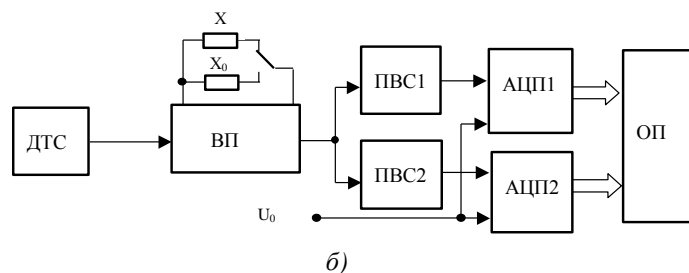 X
X₀
ДТС
ВП
ПВС1
ПВС2
АЦП1
АЦП2
ОП
U₀
б)